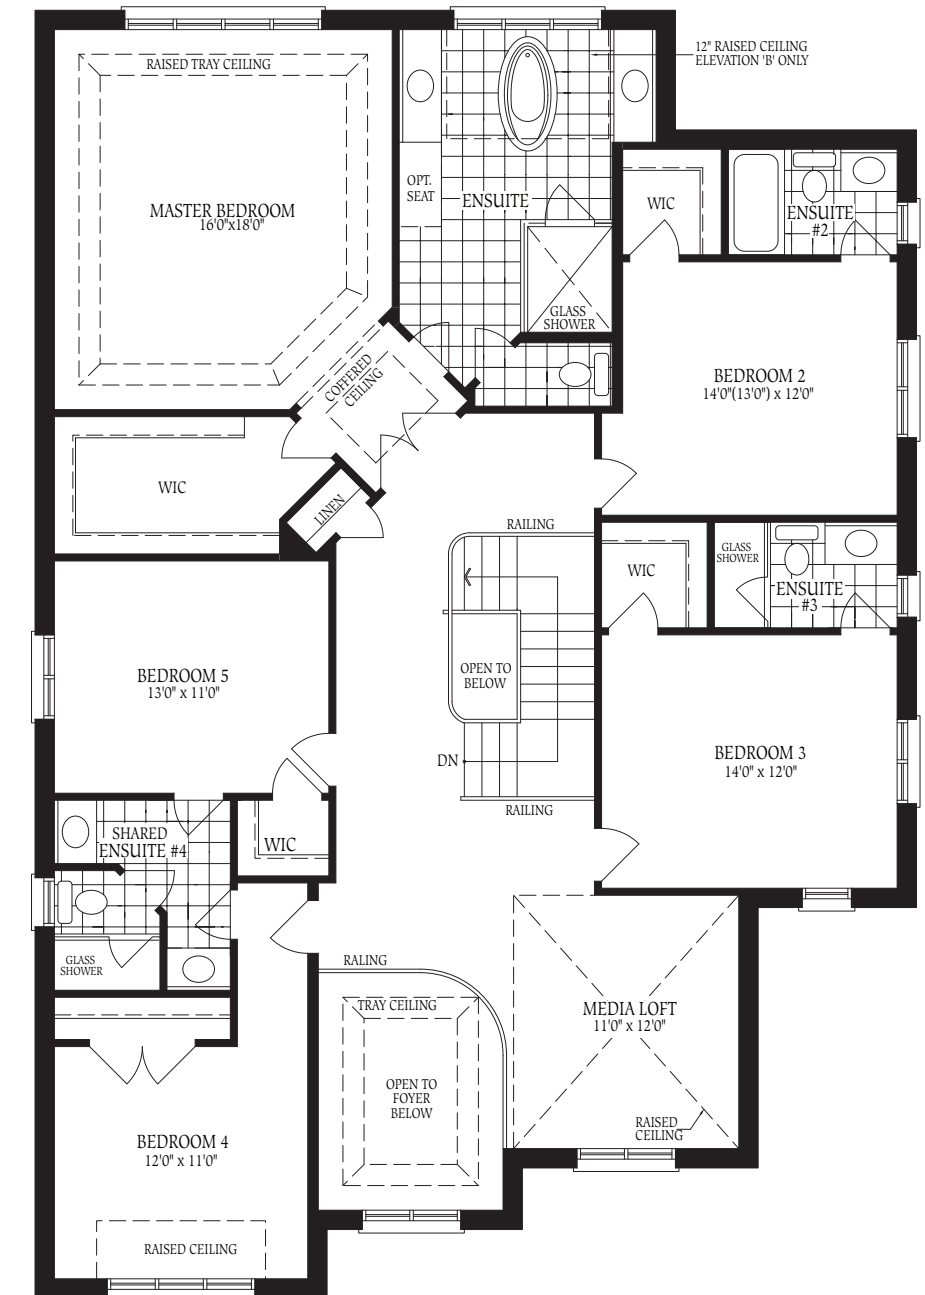 12" RAISED CEILING
ELEVATION 'B' ONLY
RAISED TRAY CEILING
MASTER BEDROOM
16'0"x18'0"
OPT.
SEAT
ENSUITE
WIC
ENSUITE
#2
GLASS
SHOWER
COFFERED
CEILING
BEDROOM 2
14'0"(13'0") x 12'0"
WIC
LINEN
RAILING
WIC
GLASS
SHOWER
ENSUITE
#3
OPEN TO
BELOW
BEDROOM 5
13'0" x 11'0"
DN
BEDROOM 3
14'0" x 12'0"
RAILING
SHARED
ENSUITE #4
WIC
GLASS
SHOWER
RALING
TRAY CEILING
MEDIA LOFT
11'0" x 12'0"
OPEN TO
FOYER
BELOW
RAISED
CEILING
BEDROOM 4
12'0" x 11'0"
RAISED CEILING